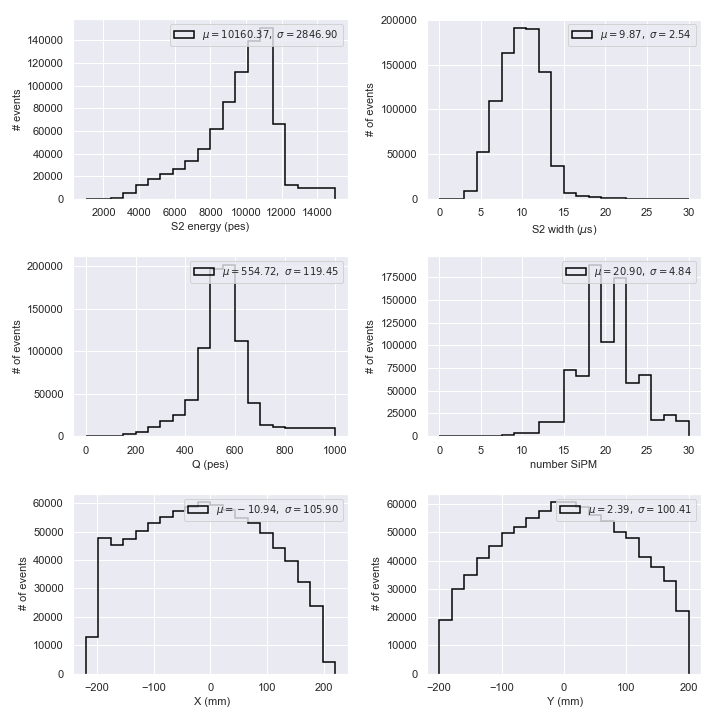 μ = 10160.37, σ = 2846.90
140000
120000
100000
80000
60000
40000
20000
0
# events
2000 4000 6000 8000 10000 12000 14000
S2 energy (pes)
μ = 9.87, σ = 2.54
200000
150000
100000
50000
0
# of events
0 5 10 15 20 25 30
S2 width (μs)
μ = 554.72, σ = 119.45
200000
150000
100000
50000
0
# of events
0 200 400 600 800 1000
Q (pes)
μ = 20.90, σ = 4.84
175000
150000
125000
100000
75000
50000
25000
0
# of events
0 5 10 15 20 25 30
number SiPM
μ = −10.94, σ = 105.90
60000
50000
40000
30000
20000
10000
0
# of events
−200 −100 0 100 200
X (mm)
μ = 2.39, σ = 100.41
60000
50000
40000
30000
20000
10000
0
# of events
−200 −100 0 100 200
Y (mm)